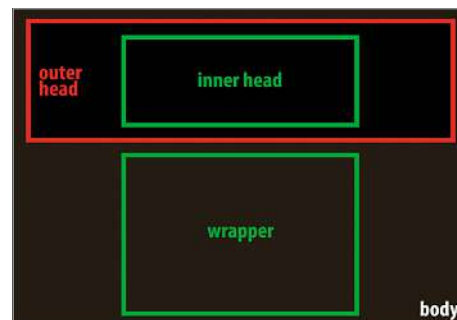 outer
head
inner head
wrapper
body